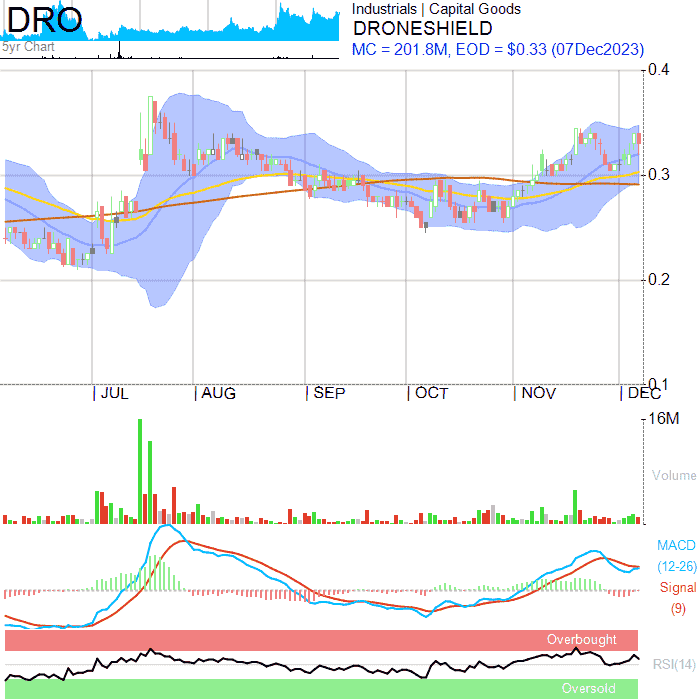 DRO
5yr Chart
Industrials | Capital Goods
DRONESHIELD
MC = 201.8M, EOD = $0.33 (07Dec2023)
0.4
0.3
0.2
0.1
JUL AUG SEP OCT NOV DEC
16M
Volume
MACD
(12-26)
Signal
(9)
Overbought
RSI(14)
Oversold